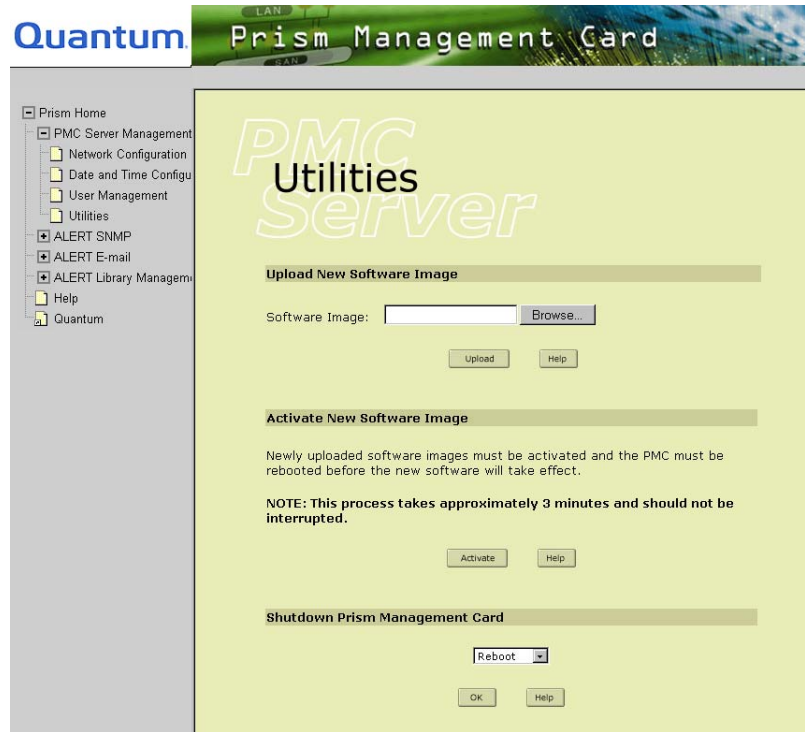 LAN
Quantum.
Prism Management Card
SAN
Prism Home
PMC Server Management
Network Configuration
Date and Time Configu
User Management
Utilities
ALERT SNMP
ALERT E-mail
ALERT Library Managem
Help
Quantum
PMC
Utilities
Server
Upload New Software Image
Software Image: Browse...
Upload Help
Activate New Software Image
Newly uploaded software images must be activated and the PMC must be
rebooted before the new software will take effect.
NOTE: This process takes approximately 3 minutes and should not be
interrupted.
Activate Help
Shutdown Prism Management Card
Reboot
OK Help